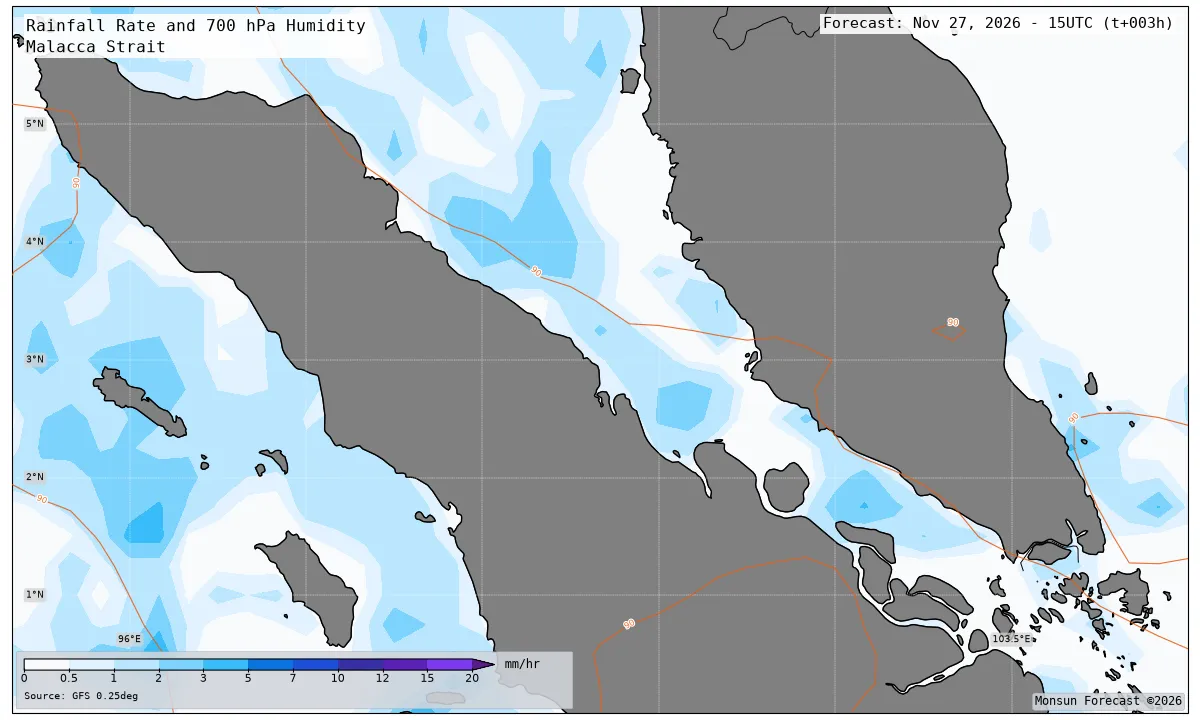 Rainfall Rate and 700 hPa Humidity
Malacca Strait
Forecast: Nov 27, 2026 - 15UTC (t+003h)
5°N
90
4°N
90
90
3°N
90
2°N
90
1°N
90
96°E
103.5°E
mm/hr
0 0.5 1 2 3 5 7 10 12 15 20
Source: GFS 0.25deg
Monsun Forecast ©2026